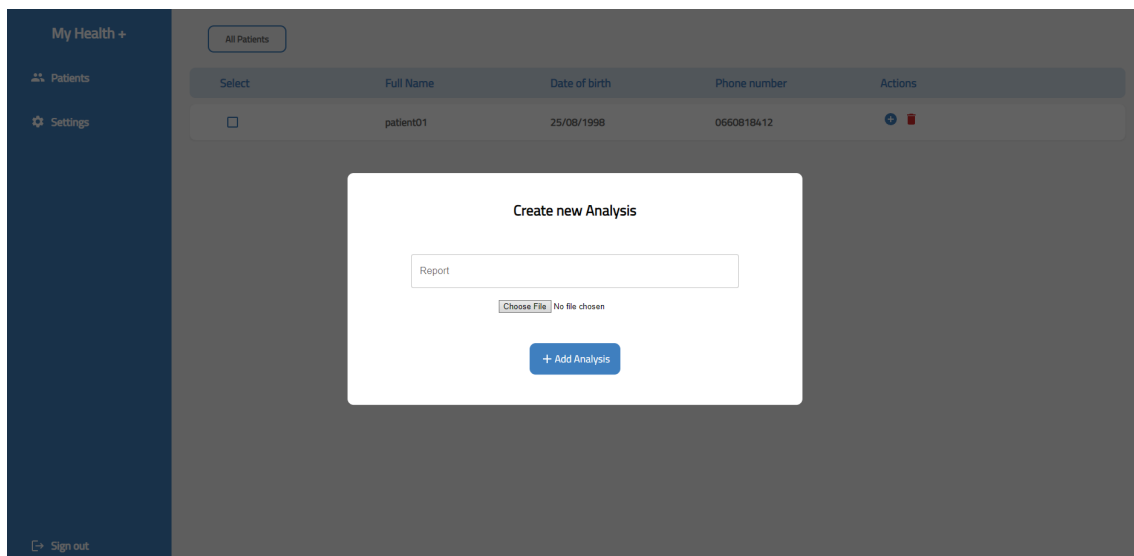 My Health +
Patients
Settings
Sign out
All Patients
Select Full Name Date of birth Phone number Actions
patient01 25/08/1998 0660818412
Create new Analysis
Report
Choose File No file chosen
+ Add Analysis